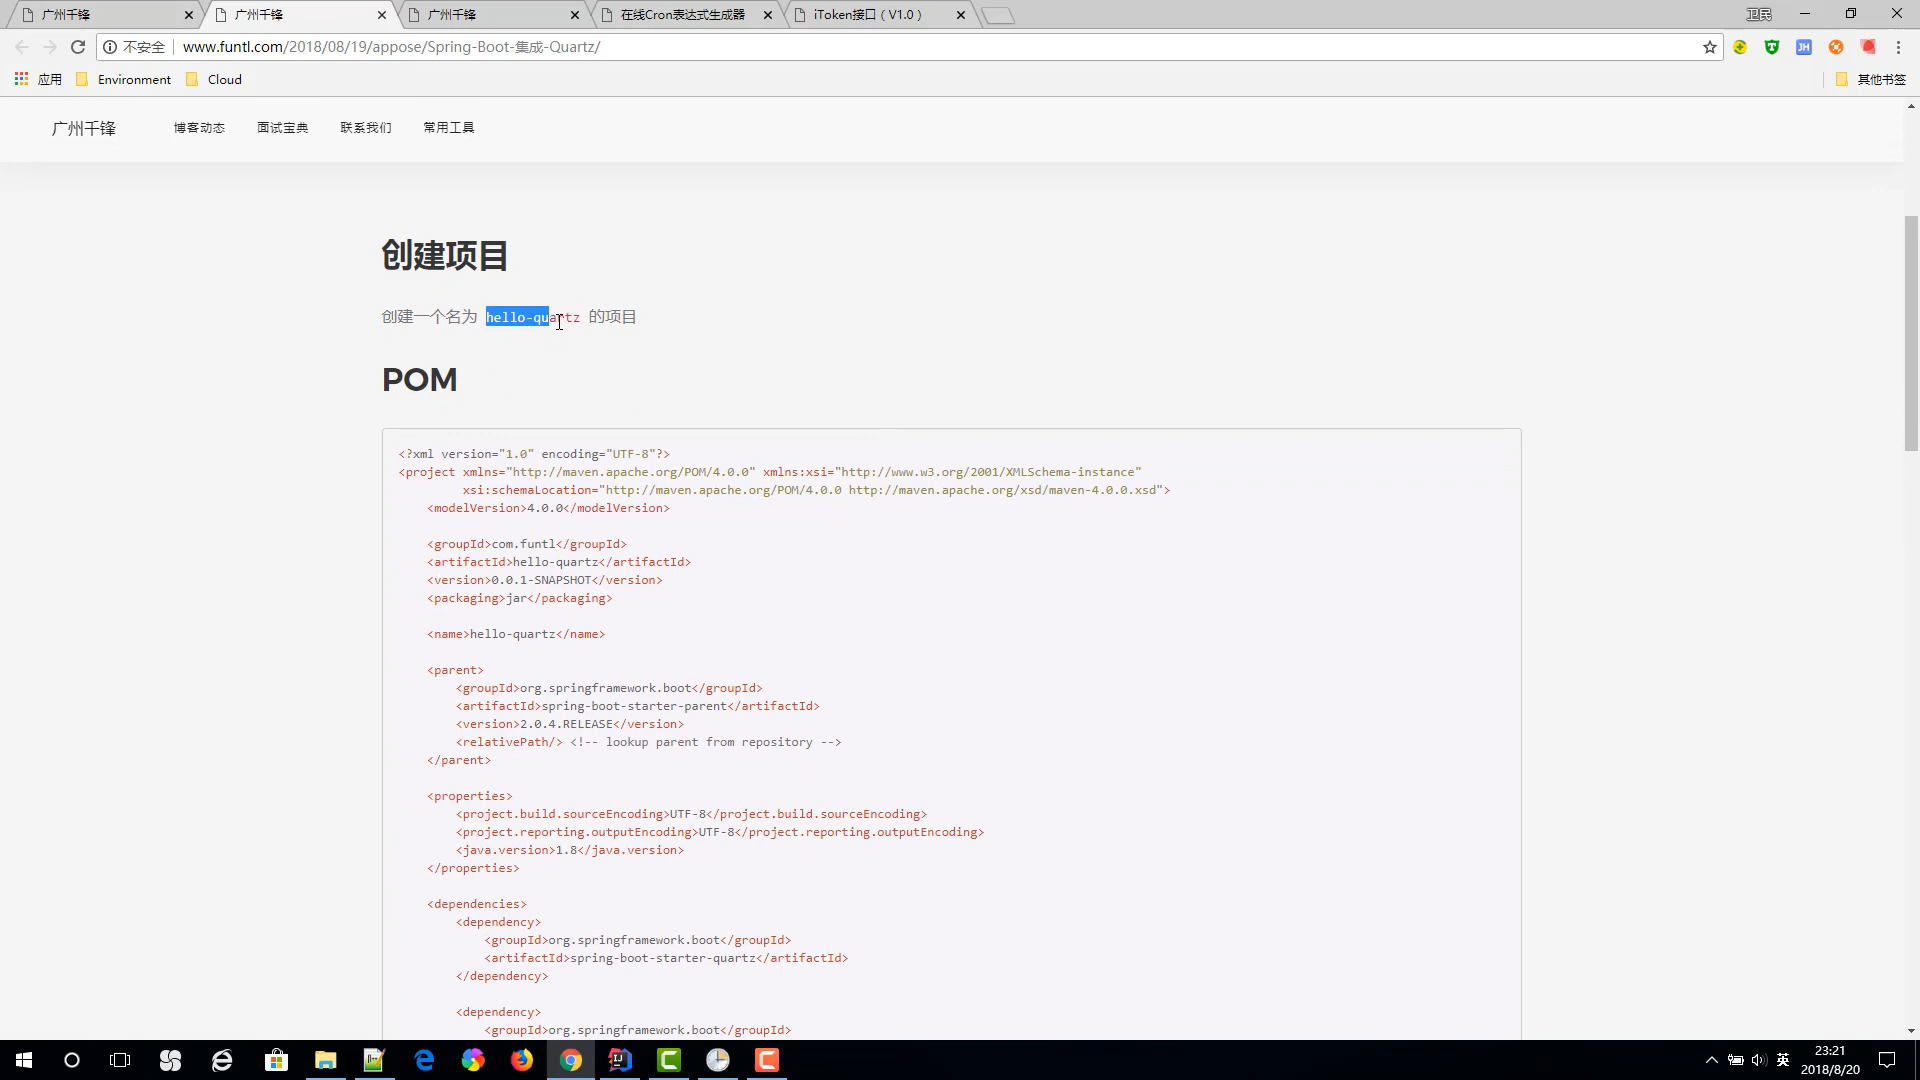 广州千锋
广州千锋
广州千锋
在线Cron表达式生成器
iToken接口（V1.0）
卫民
不安全
www.funtl.com/2018/08/19/appose/Spring-Boot-集成-Quartz/
应用
Environment
Cloud
其他书签
广州千锋
博客动态
面试宝典
联系我们
常用工具
创建项目
创建一个名为 hello-quartz 的项目
POM
<?xml version="1.0" encoding="UTF-8"?>
<project xmlns="http://maven.apache.org/POM/4.0.0" xmlns:xsi="http://www.w3.org/2001/XMLSchema-instance"
xsi:schemaLocation="http://maven.apache.org/POM/4.0.0 http://maven.apache.org/xsd/maven-4.0.0.xsd">
<modelVersion>4.0.0</modelVersion>
<groupId>com.funtl</groupId>
<artifactId>hello-quartz</artifactId>
<version>0.0.1-SNAPSHOT</version>
<packaging>jar</packaging>
<name>hello-quartz</name>
<parent>
<groupId>org.springframework.boot</groupId>
<artifactId>spring-boot-starter-parent</artifactId>
<version>2.0.4.RELEASE</version>
<relativePath/> <!-- lookup parent from repository -->
</parent>
<properties>
<project.build.sourceEncoding>UTF-8</project.build.sourceEncoding>
<project.reporting.outputEncoding>UTF-8</project.reporting.outputEncoding>
<java.version>1.8</java.version>
</properties>
<dependencies>
<dependency>
<groupId>org.springframework.boot</groupId>
<artifactId>spring-boot-starter-quartz</artifactId>
</dependency>
<dependency>
<groupId>org.springframework.boot</groupId>
英
23:21
2018/8/20